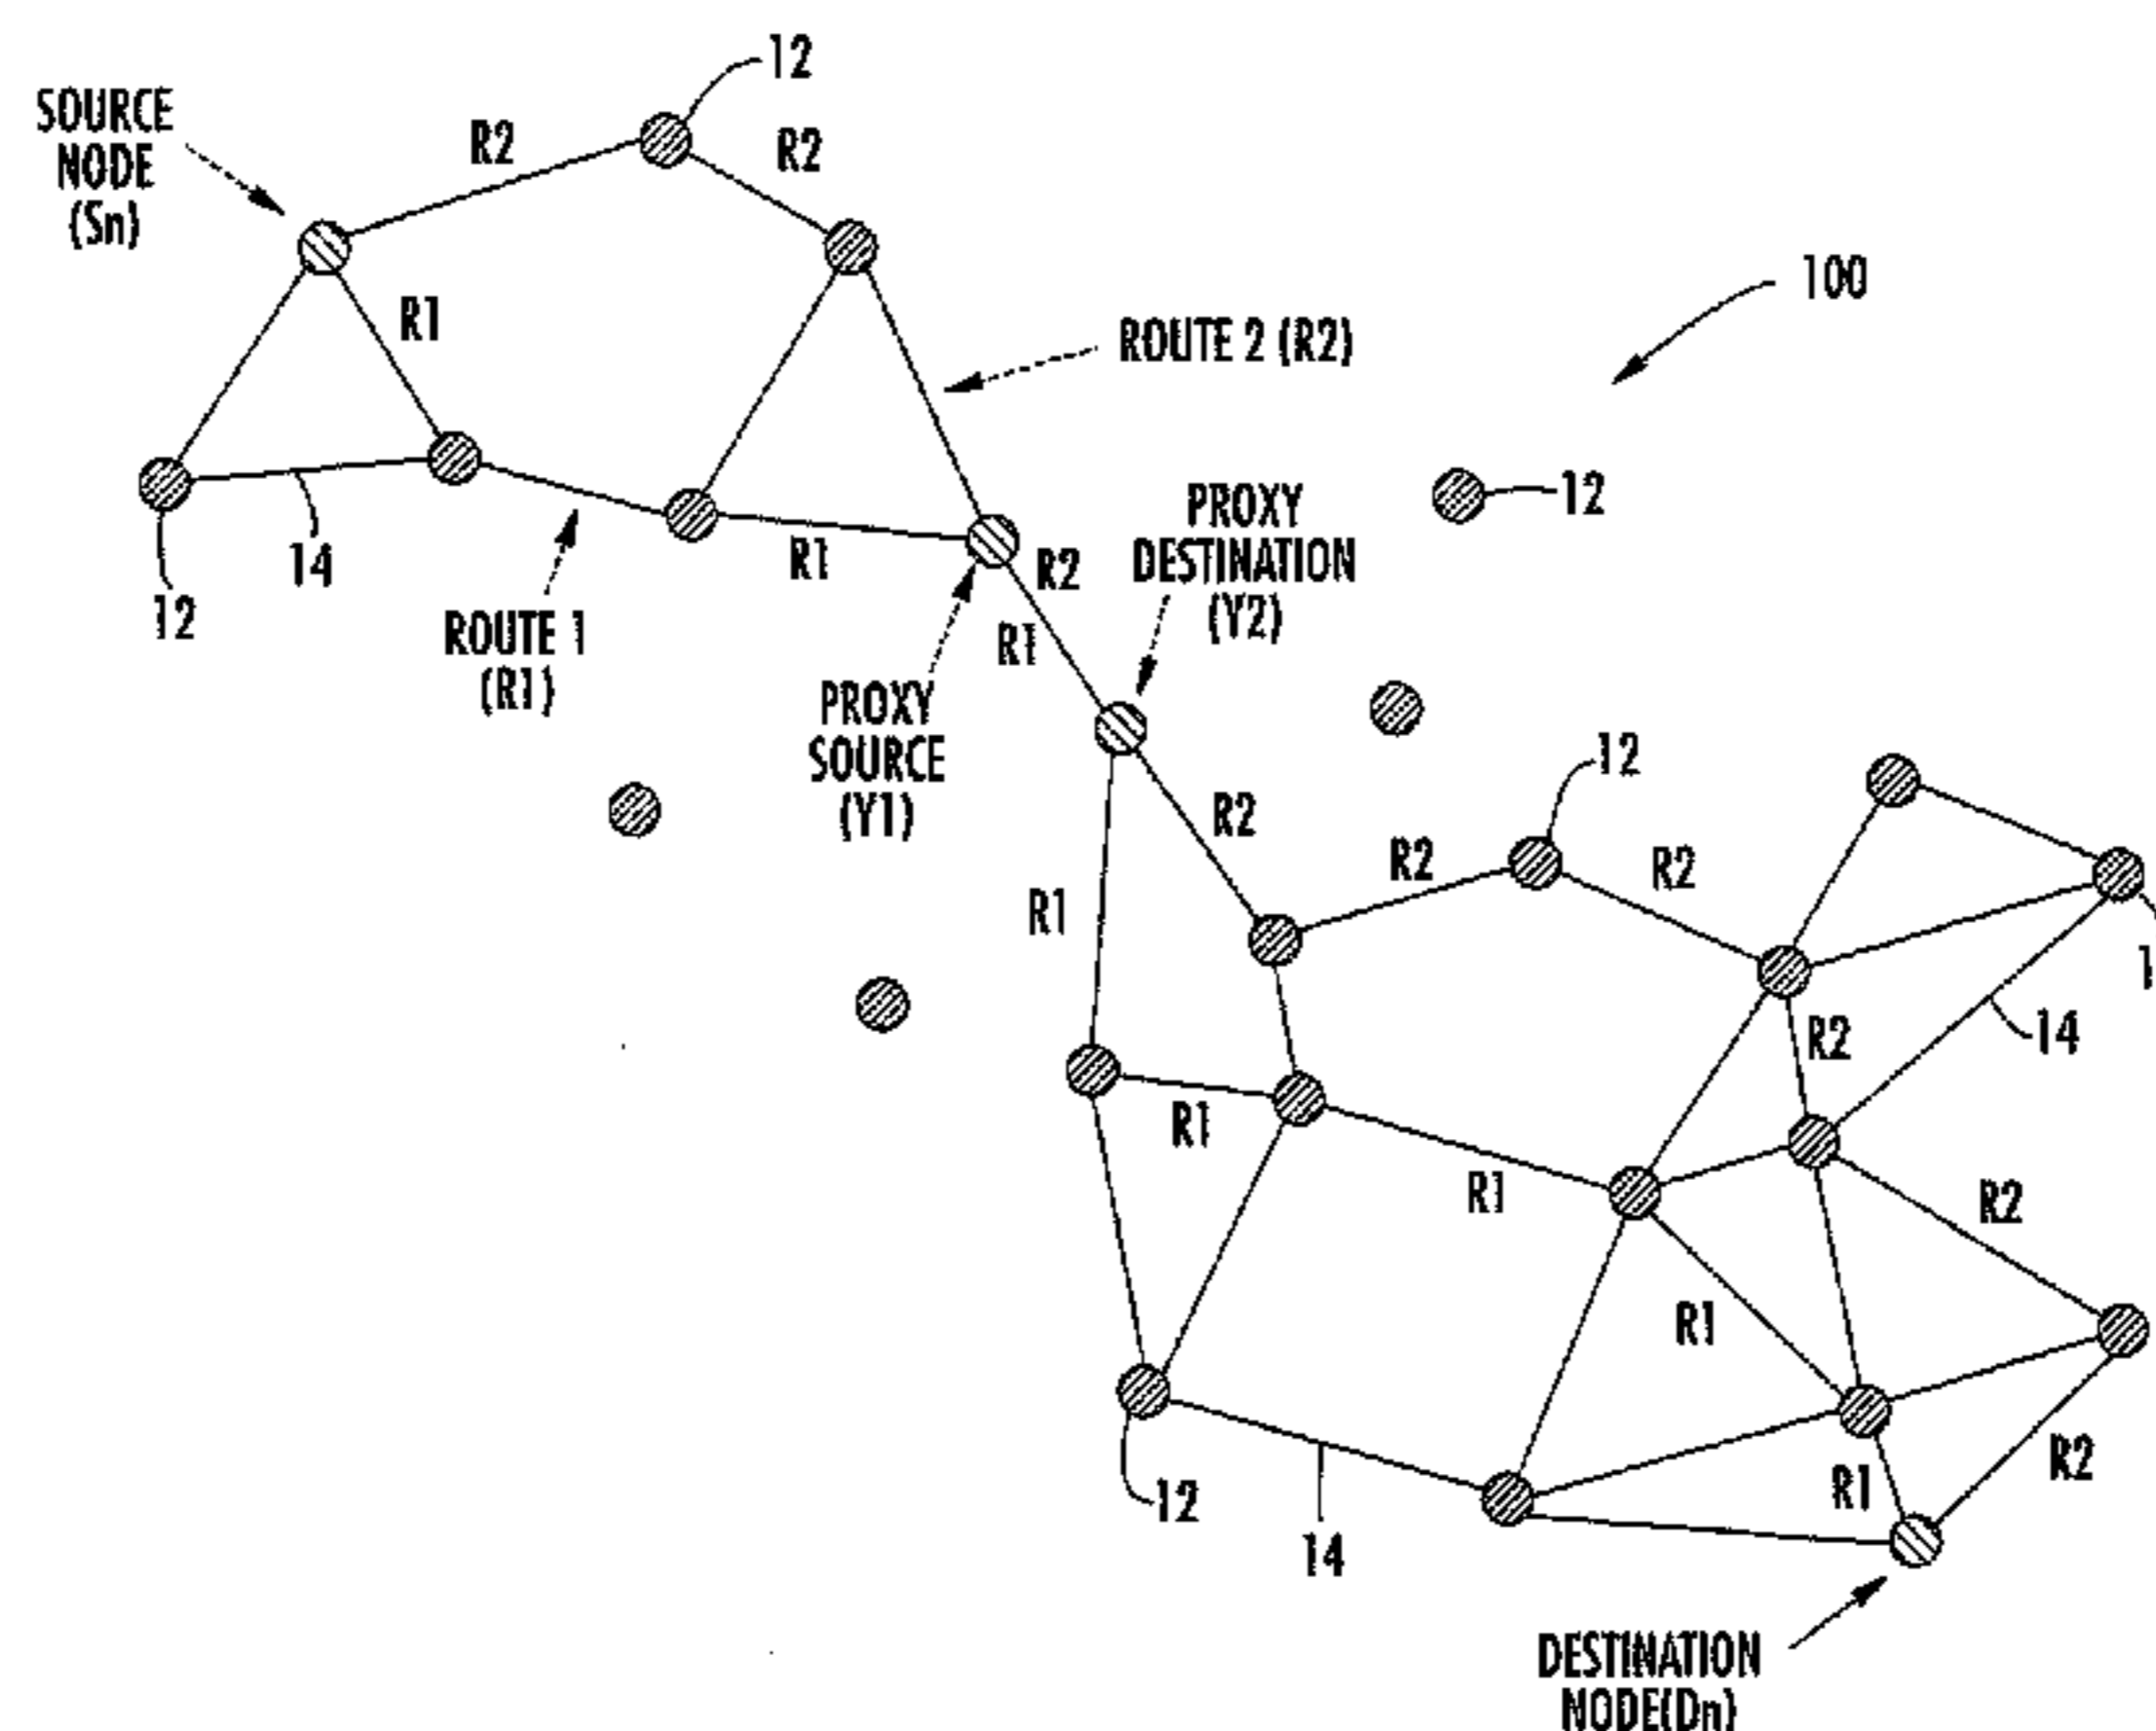 12
SOURCE
NODE
(Sn)
R2
R2
R1
100
ROUTE 2 (R2)
12
14
12
ROUTE 1
(R1)
R1
R2
R1
PROXY
DESTINATION
(Y2)
PROXY
SOURCE
(Y1)
12
R2
R2
R2
R1
R2
14
R1
R1
R2
R1
12
14
R1
R2
DESTINATION
NODE(Dn)